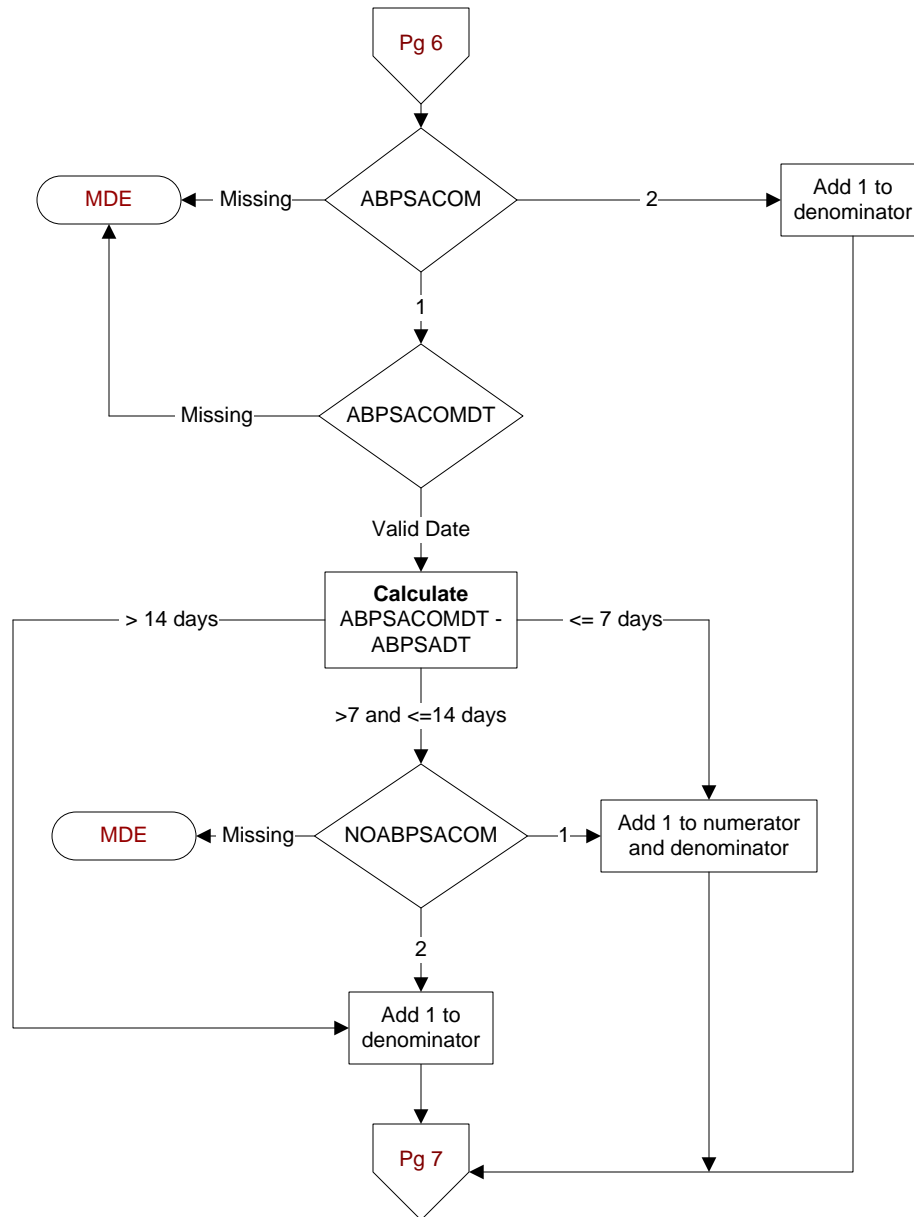 Pg 6
MDE
Missing
ABPSACOM
2
Add 1 to
denominator
1
Missing
ABPSACOMDT
Valid Date
> 14 days
Calculate
ABPSACOMDT -
ABPSADT
<= 7 days
>7 and <=14 days
MDE
Missing
NOABPSACOM
1
Add 1 to numerator
and denominator
2
Add 1 to
denominator
Pg 7